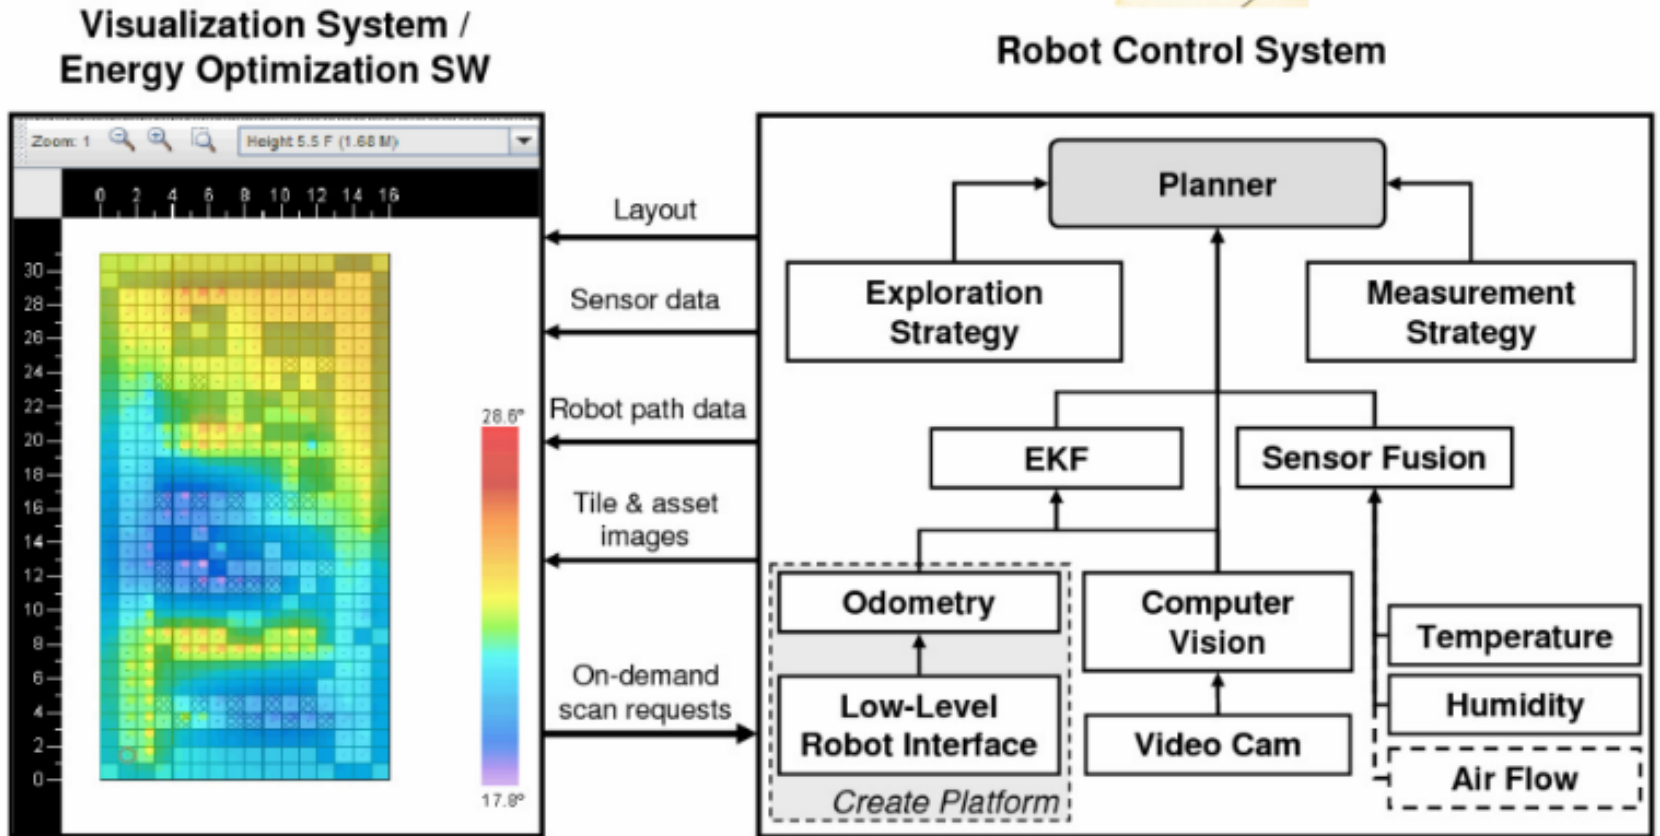 Visualization System /
Energy Optimization SW
Robot Control System
Zoom: 1
Height 5.5 F (1.68 M)
0 2 4 6 8 10 12 14 16
30
28
26
24
22
20
18
16
14
12
10
8
6
4
2
0
28.6°
17.8°
Layout
Sensor data
Robot path data
Tile & asset
images
On-demand
scan requests
Planner
Exploration
Strategy
Measurement
Strategy
EKF
Sensor Fusion
Odometry
Computer
Vision
Temperature
Low-Level
Robot Interface
Humidity
Video Cam
Air Flow
Create Platform